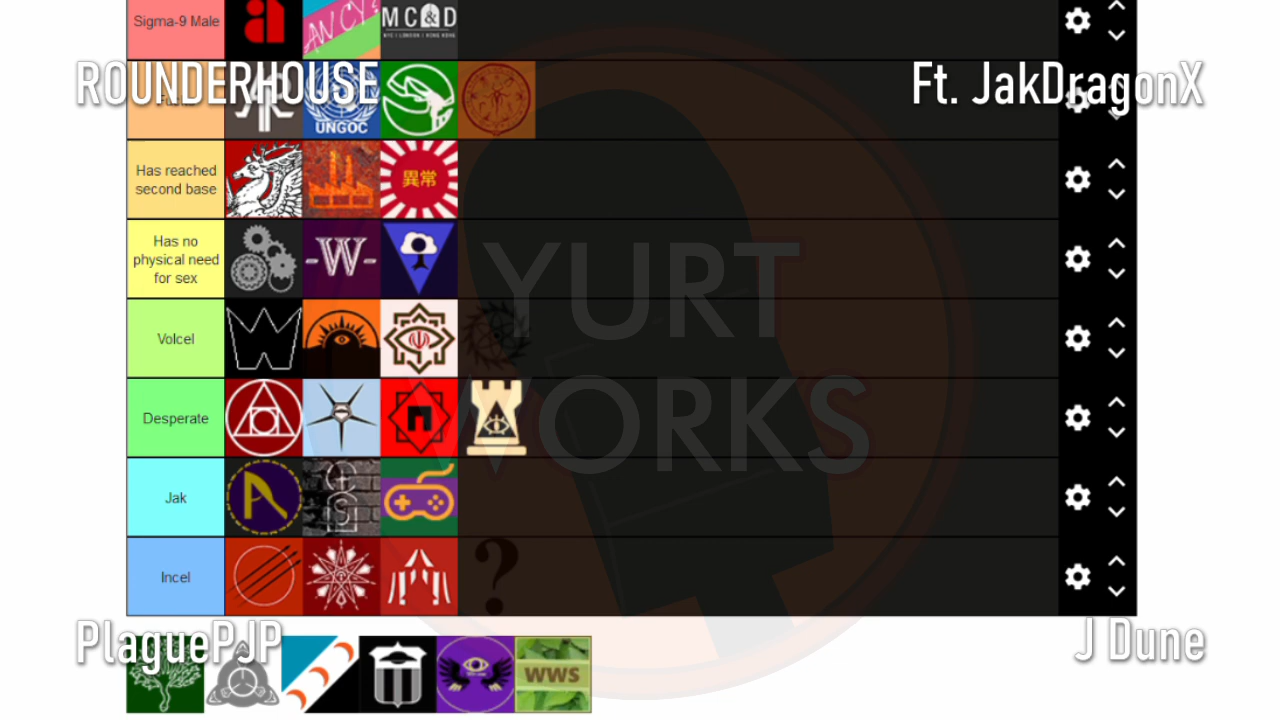 Sigma-9 Male
AWCY?
MC&D
NYC | LONDON | HONG KONG
ROUNDERHOUSE
Ft. JakDragonX
UNGOC
Has reached
second base
異常
Has no
physical need
for sex
-W-
YURT
WORKS
Volcel
Desperate
Jak
Incel
?
PlaguePJP
J Dune
WWS